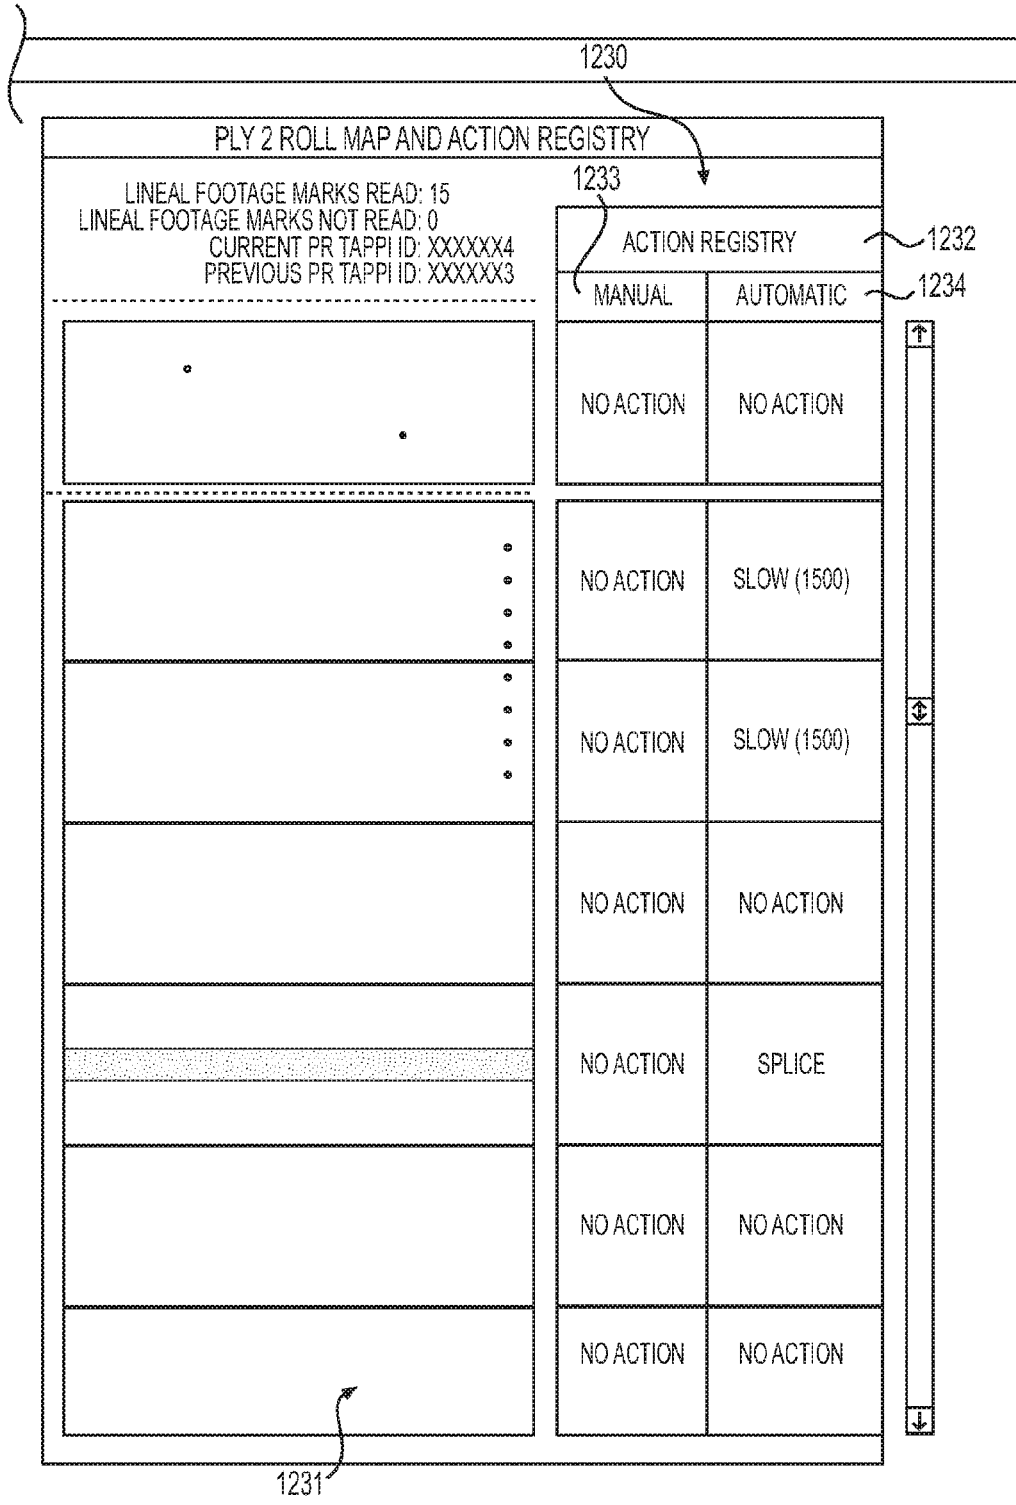 1230
PLY 2 ROLL MAP AND ACTION REGISTRY
LINEAL FOOTAGE MARKS READ: 15
LINEAL FOOTAGE MARKS NOT READ: 0
CURRENT PR TAPPI ID: XXXXXX4
PREVIOUS PR TAPPI ID: XXXXXX3
1233
ACTION REGISTRY
1232
MANUAL AUTOMATIC
1234
NO ACTION NO ACTION
NO ACTION SLOW (1500)
NO ACTION SLOW (1500)
NO ACTION NO ACTION
NO ACTION SPLICE
NO ACTION NO ACTION
NO ACTION NO ACTION
1231